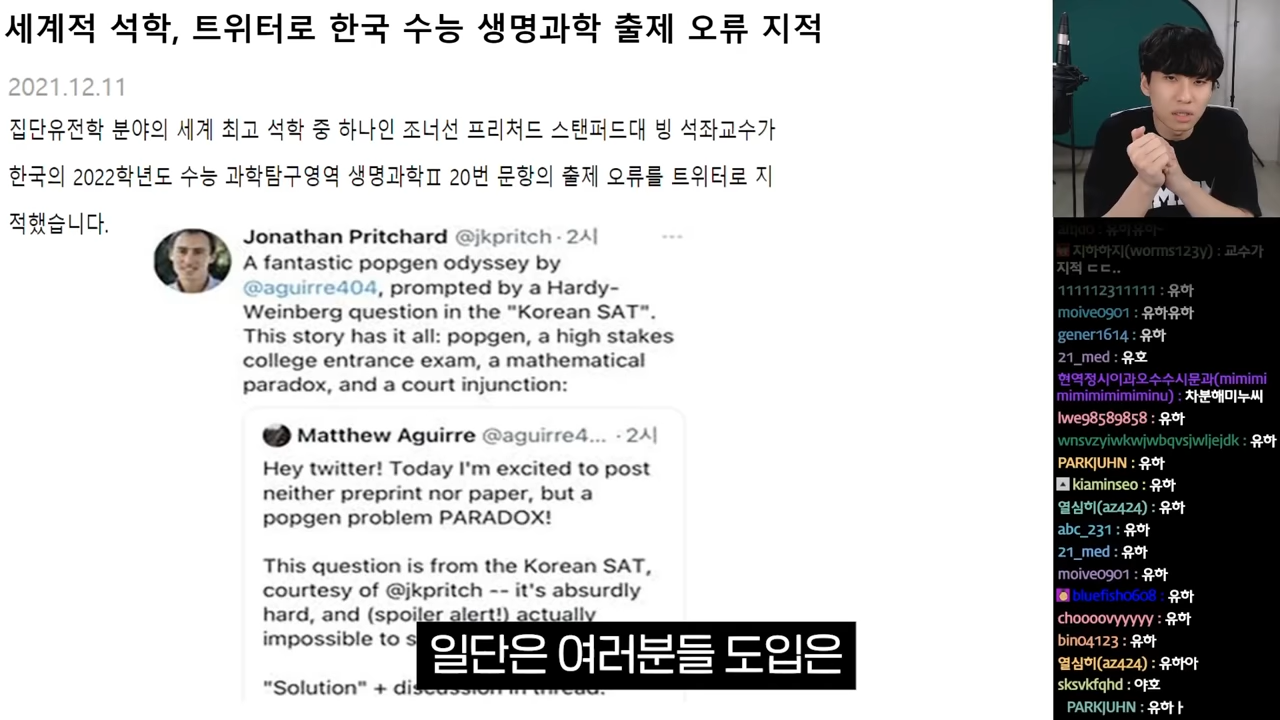 세계적 석학, 트위터로 한국 수능 생명과학 출제 오류 지적
2021.12.11
집단유전학 분야의 세계 최고 석학 중 하나인 조너선 프리처드 스탠퍼드대 빙 석좌교수가
한국의 2022학년도 수능 과학탐구영역 생명과학Ⅱ 20번 문항의 출제 오류를 트위터로 지
적했습니다.
Jonathan Pritchard @jkpritch · 2시
A fantastic popgen odyssey by
@aguirre404, prompted by a Hardy-
Weinberg question in the "Korean SAT".
This story has it all: popgen, a high stakes
college entrance exam, a mathematical
paradox, and a court injunction:
Matthew Aguirre @aguirre4... · 2시
Hey twitter! Today I'm excited to post
neither preprint nor paper, but a
popgen problem PARADOX!
This question is from the Korean SAT,
courtesy of @jkpritch -- it's absurdly
hard, and (spoiler alert!) actually
impossible to s
"Solution" + discussion in thread.
일단은 여러분들 도입은
지하하지(worms123y) : 교수가
지적 ㄷㄷ..
111112311111 : 유하
moive0901 : 유하유하
gener1614 : 유하
21_med : 유호
현역정시이과오수수시문과(mimimi
mimimimimiminu) : 차분해미누씨
lwe98589858 : 유하
wnsvzyiwkwjwbqvsjwljejdk : 유하
PARK|UHN : 유하
kiaminseo : 유하
열심히(az424) : 유하
abc_231 : 유하
21_med : 유하
moive0901 : 유하
bluefish0608 : 유하
choooovyyyyy : 유하
bin04123 : 유하
열심히(az424) : 유하아
sksvkfqhd : 야호
PARK|UHN : 유하ㅏ